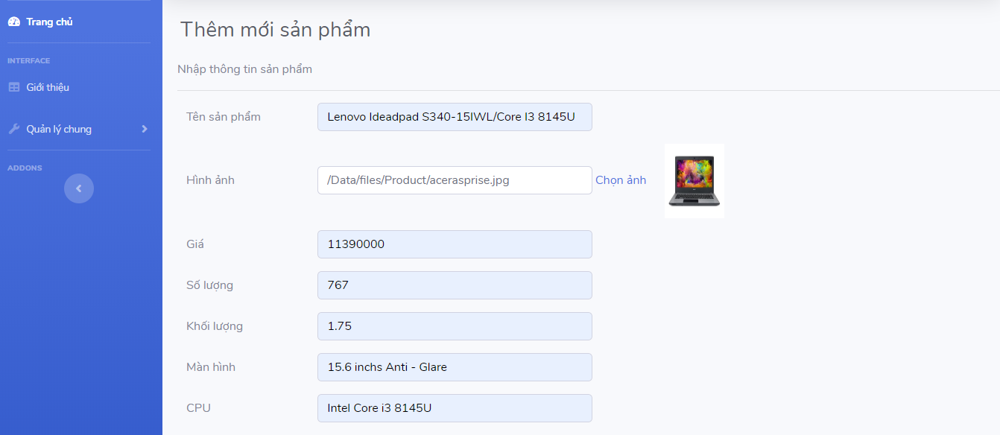 Trang chủ
INTERFACE
Giới thiệu
Quản lý chung
ADDONS
Thêm mới sản phẩm
Nhập thông tin sản phẩm
Tên sản phẩm
Lenovo Ideadpad S340-15IWL/Core I3 8145U
Hình ảnh
/Data/files/Product/acerasprise.jpg
Chọn ảnh
Giá
11390000
Số lượng
767
Khối lượng
1.75
Màn hình
15.6 inchs Anti - Glare
CPU
Intel Core i3 8145U